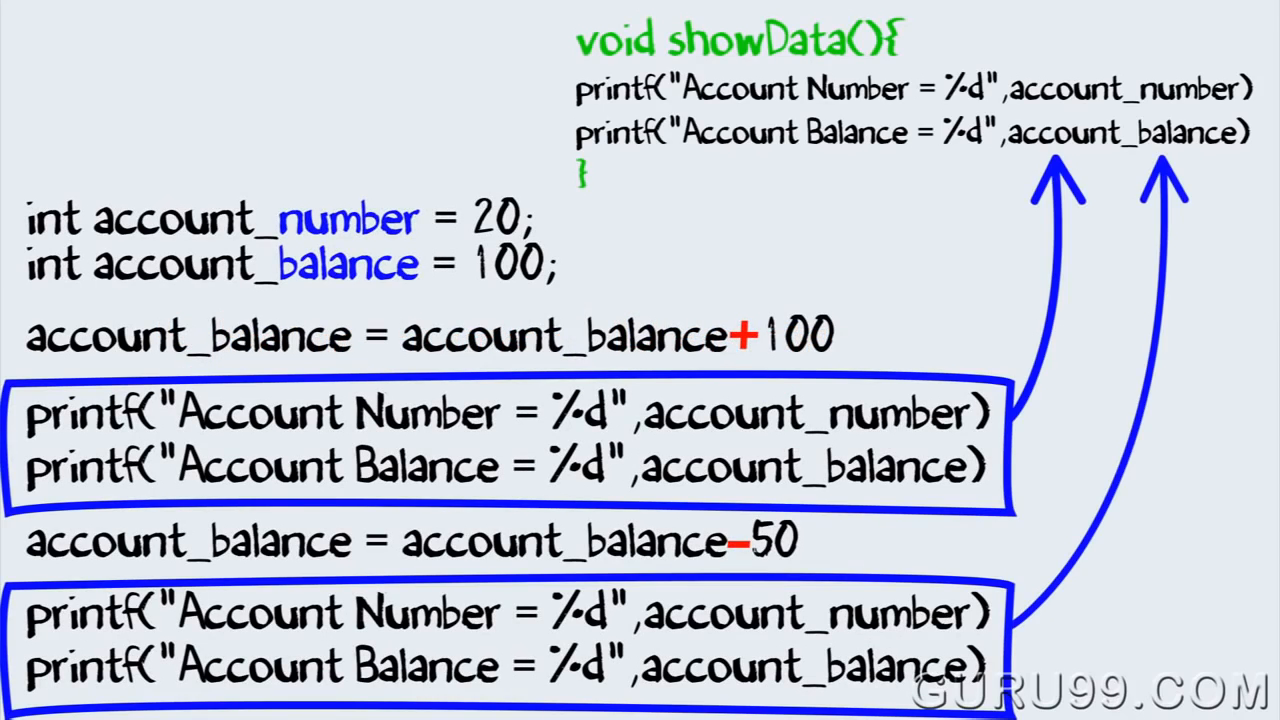 void showData(){
printf("Account Number = %d",account_number)
printf("Account Balance = %d",account_balance)
}
int account_number = 20;
int account_balance = 100;
account_balance = account_balance+100
printf("Account Number = %d",account_number)
printf("Account Balance = %d",account_balance)
account_balance = account_balance-50
printf("Account Number = %d",account_number)
printf("Account Balance = %d",account_balance)
GURU99.COM